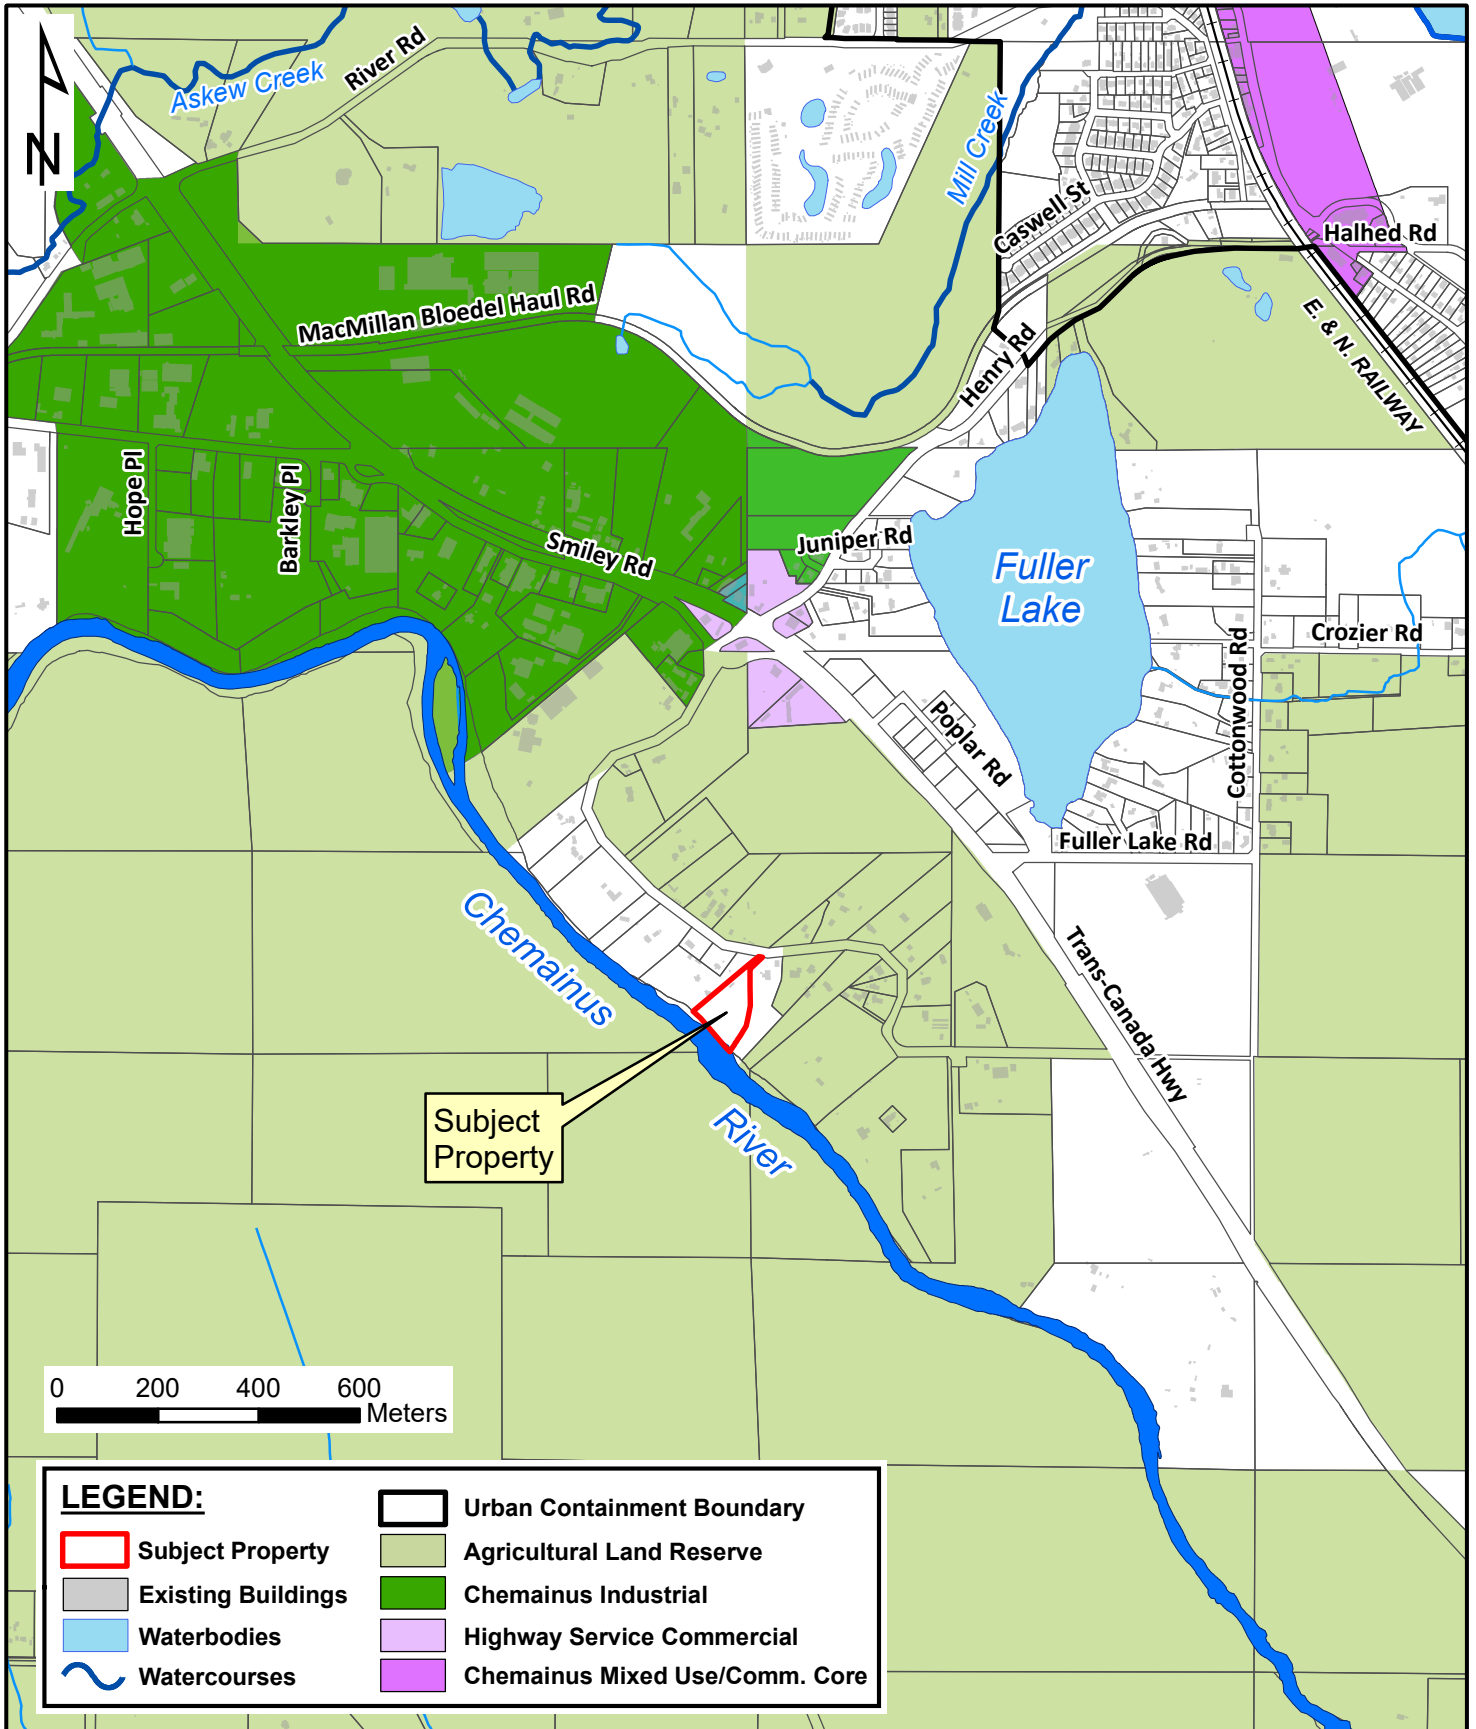 N
Askew Creek
River Rd
Mill Creek
Caswell St
Halhed Rd
MacMillan Bloedel Haul Rd
Henry Rd
E. & N. RAILWAY
Hope Pl
Barkley Pl
Smiley Rd
Juniper Rd
Fuller
Lake
Crozier Rd
Cottonwood Rd
Poplar Rd
Fuller Lake Rd
Chemainus
River
Trans-Canada Hwy
Subject
Property
0 200 400 600
Meters
LEGEND:
Subject Property
Existing Buildings
Waterbodies
Watercourses
Urban Containment Boundary
Agricultural Land Reserve
Chemainus Industrial
Highway Service Commercial
Chemainus Mixed Use/Comm. Core